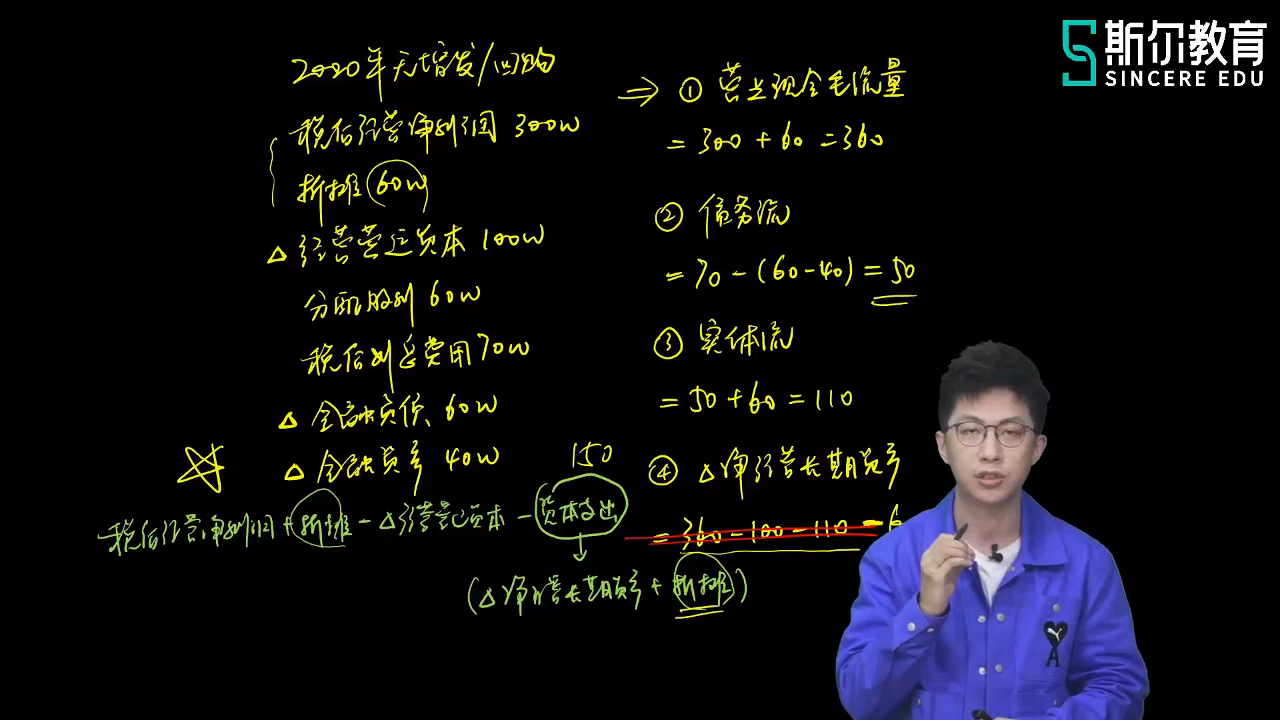 斯尔教育
SINCERE EDU
2020年无增发/回购
税后经营净利润 300w
折摊 60w
△经营营运资本 100w
分配股利 60w
税后利息费用 70w
△金融负债 60w
△金融资产 40w
⇒ ① 营业现金毛流量
= 300 + 60 = 360
② 债务流
= 70 - (60-40) = 50
③ 实体流
= 50 + 60 = 110
④ △净经营长期资产
= 360 - 100 - 110 -
150
税后经营净利润 + 折摊 - △经营营运资本 - 资本支出
(△净经营长期资产 + 折摊)